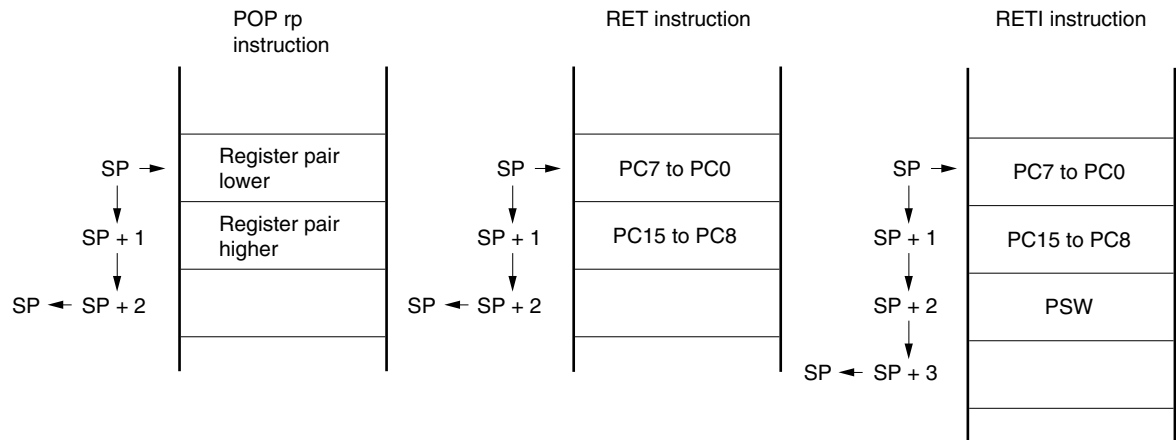 POP rp
instruction
RET instruction
RETI instruction
SP
SP + 1
SP SP + 2
Register pair
lower
Register pair
higher
SP
SP + 1
SP SP + 2
PC7 to PC0
PC15 to PC8
SP
SP + 1
SP + 2
SP SP + 3
PC7 to PC0
PC15 to PC8
PSW